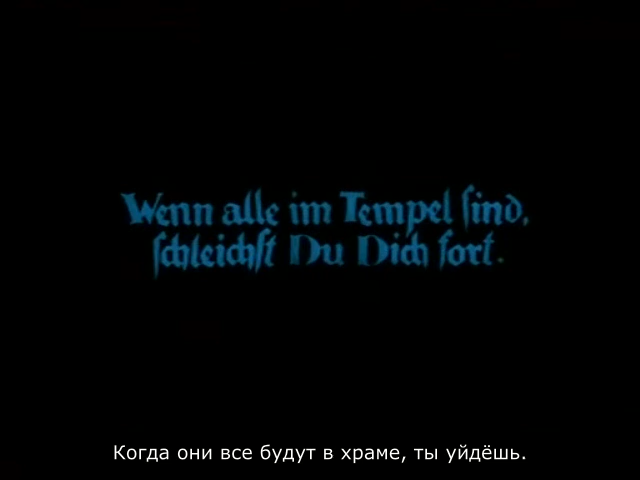 Wenn alle im Tempel ſind,
ſchleichſt Du Dich fort.
Когда они все будут в храме, ты уйдёшь.